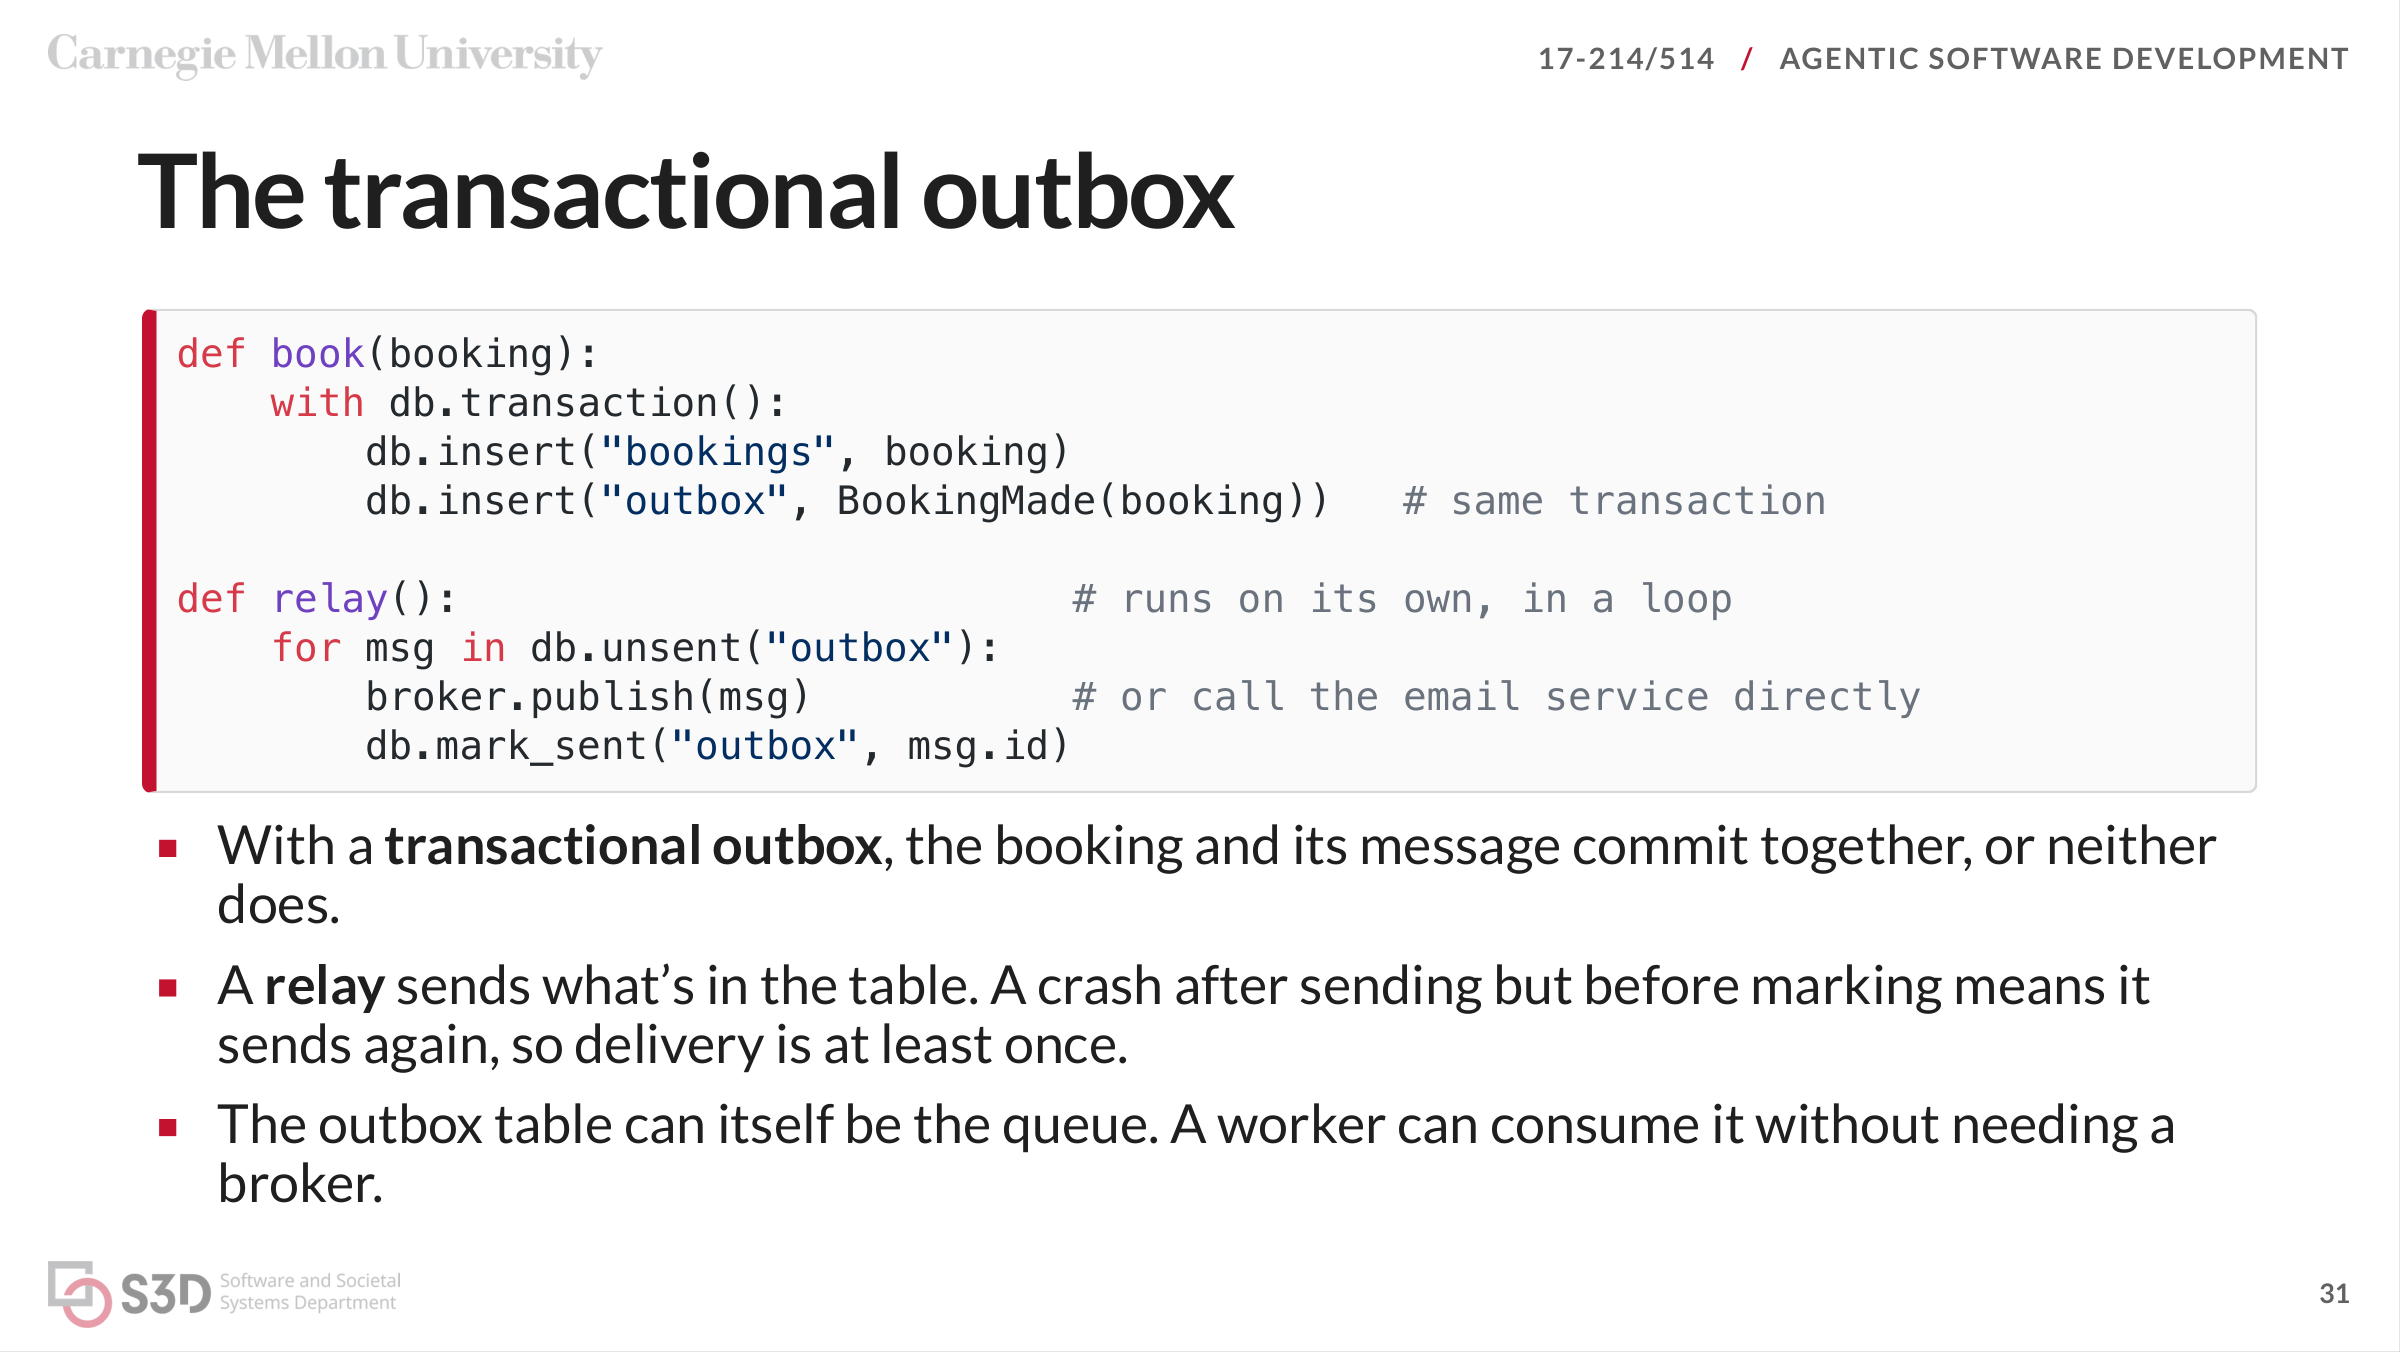 Carnegie Mellon University
17-214/514 / AGENTIC SOFTWARE DEVELOPMENT
The transactional outbox
def book(booking):
    with db.transaction():
        db.insert("bookings", booking)
        db.insert("outbox", BookingMade(booking))   # same transaction
def relay():                          # runs on its own, in a loop
    for msg in db.unsent("outbox"):
        broker.publish(msg)           # or call the email service directly
        db.mark_sent("outbox", msg.id)
▪ With a transactional outbox, the booking and its message commit together, or neither
does.
▪ A relay sends what’s in the table. A crash after sending but before marking means it
sends again, so delivery is at least once.
▪ The outbox table can itself be the queue. A worker can consume it without needing a
broker.
S3D Software and Societal
Systems Department
31